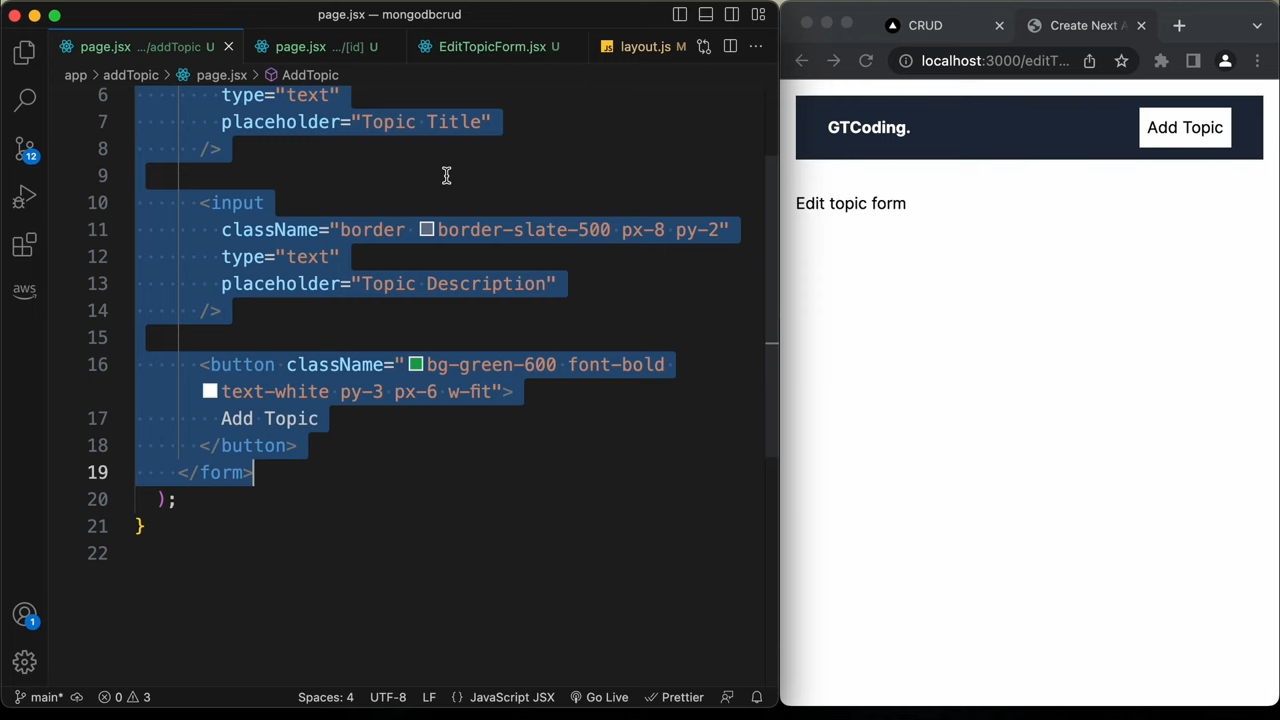 page.jsx — mongodbcrud
page.jsx .../addTopic U
page.jsx .../[id] U
EditTopicForm.jsx U
layout.js M
app > addTopic > page.jsx > AddTopic
6 type="text"
7 placeholder="Topic Title"
8 />
9
10 <input
11 className="border border-slate-500 px-8 py-2"
12 type="text"
13 placeholder="Topic Description"
14 />
15
16 <button className="bg-green-600 font-bold
text-white py-3 px-6 w-fit">
17 Add Topic
18 </button>
19 </form>
20 );
21 }
22
12
aws
1
main* 0 3 Spaces: 4 UTF-8 LF {} JavaScript JSX Go Live Prettier
CRUD
Create Next A
localhost:3000/editT...
GTCoding.
Add Topic
Edit topic form